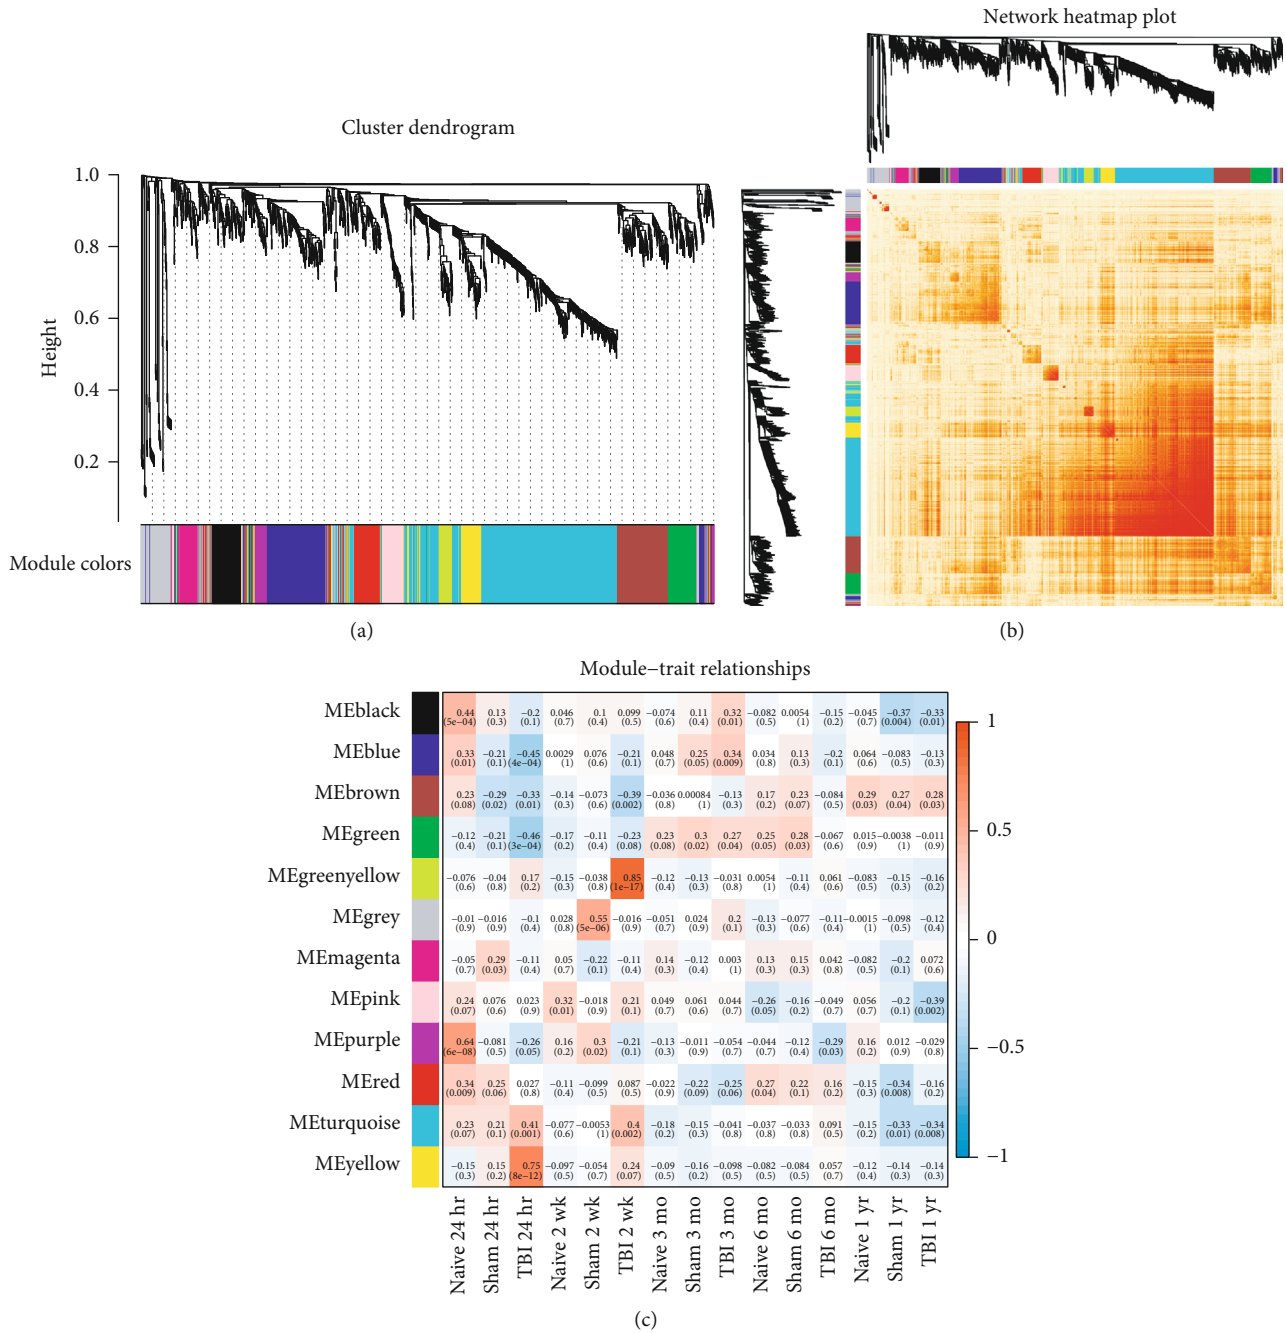 Network heatmap plot
Cluster dendrogram
Height
1.0
0.8
0.6
0.4
0.2
Module colors
(a)
(b)
Module−trait relationships
MEblack 0.44 0.13 −0.2 0.046 0.1 0.099 −0.074 0.11 0.32 −0.082 0.0054 −0.15 −0.045 −0.37 −0.33
(5e−04) (0.3) (0.1) (0.7) (0.4) (0.5) (0.6) (0.4) (0.01) (0.5) (1) (0.2) (0.7) (0.004) (0.01)
MEblue 0.33 −0.21 −0.45 0.0029 0.076 −0.21 0.048 0.25 0.34 0.034 0.13 −0.2 0.064 −0.083 −0.13
(0.01) (0.1) (4e−04) (1) (0.6) (0.1) (0.7) (0.05) (0.009) (0.8) (0.3) (0.1) (0.6) (0.5) (0.3)
MEbrown 0.23 −0.29 −0.33 −0.14 −0.073 −0.39 −0.036 0.00084 −0.13 0.17 0.23 −0.084 0.29 0.27 0.28
(0.08) (0.02) (0.01) (0.3) (0.6) (0.002) (0.8) (1) (0.3) (0.2) (0.07) (0.5) (0.03) (0.04) (0.03)
MEgreen −0.12 −0.21 −0.46 −0.17 −0.11 −0.23 0.23 0.3 0.27 0.25 0.28 −0.067 0.015 −0.0038 −0.011
(0.4) (0.1) (3e−04) (0.2) (0.4) (0.08) (0.08) (0.02) (0.04) (0.05) (0.03) (0.6) (0.9) (1) (0.9)
MEgreenyellow −0.076 −0.04 0.17 −0.15 −0.038 0.85 −0.12 −0.13 −0.031 0.0054 −0.11 0.061 −0.083 −0.15 −0.16
(0.6) (0.8) (0.2) (0.3) (0.8) (1e−17) (0.4) (0.3) (0.8) (1) (0.4) (0.6) (0.5) (0.3) (0.2)
MEgrey −0.01 −0.016 −0.1 0.028 0.55 −0.016 −0.051 0.024 0.2 −0.13 −0.077 −0.11 −0.0015 −0.098 −0.12
(0.9) (0.9) (0.4) (0.8) (5e−06) (0.9) (0.7) (0.9) (0.1) (0.3) (0.6) (0.4) (1) (0.5) (0.4)
MEmagenta −0.05 0.29 −0.11 0.05 −0.22 −0.11 0.14 −0.12 0.003 0.13 0.15 0.042 −0.082 −0.2 0.072
(0.7) (0.03) (0.4) (0.7) (0.1) (0.4) (0.3) (0.4) (1) (0.3) (0.3) (0.8) (0.5) (0.1) (0.6)
MEpink 0.24 0.076 0.023 0.32 −0.018 0.21 0.049 0.061 0.044 −0.26 −0.16 −0.049 0.056 −0.2 −0.39
(0.07) (0.6) (0.9) (0.01) (0.9) (0.1) (0.7) (0.6) (0.7) (0.05) (0.2) (0.7) (0.7) (0.1) (0.002)
MEpurple 0.64 −0.081 −0.26 0.16 0.3 −0.21 −0.13 −0.011 −0.054 −0.044 −0.12 −0.29 0.16 0.012 −0.029
(6e−08) (0.5) (0.05) (0.2) (0.02) (0.1) (0.3) (0.9) (0.7) (0.7) (0.4) (0.03) (0.2) (0.9) (0.8)
MEred 0.34 0.25 0.027 −0.11 −0.099 0.087 −0.022 −0.22 −0.25 0.27 0.22 0.16 −0.15 −0.34 −0.16
(0.009) (0.06) (0.8) (0.4) (0.5) (0.5) (0.9) (0.09) (0.06) (0.04) (0.1) (0.2) (0.3) (0.008) (0.2)
MEturquoise 0.23 0.21 0.41 −0.077 −0.0053 0.4 −0.18 −0.15 −0.041 −0.037 −0.033 0.091 −0.15 −0.33 −0.34
(0.07) (0.1) (0.001) (0.6) (1) (0.002) (0.2) (0.3) (0.8) (0.8) (0.8) (0.5) (0.2) (0.01) (0.008)
MEyellow −0.15 0.15 0.75 −0.097 −0.054 0.24 −0.09 −0.16 −0.098 −0.082 −0.084 0.057 −0.12 −0.14 −0.14
(0.3) (0.2) (8e−12) (0.5) (0.7) (0.07) (0.5) (0.2) (0.5) (0.5) (0.5) (0.7) (0.4) (0.3) (0.3)
1
0.5
0
−0.5
−1
Naive 24 hr
Sham 24 hr
TBI 24 hr
Naive 2 wk
Sham 2 wk
TBI 2 wk
Naive 3 mo
Sham 3 mo
TBI 3 mo
Naive 6 mo
Sham 6 mo
TBI 6 mo
Naive 1 yr
Sham 1 yr
TBI 1 yr
(c)